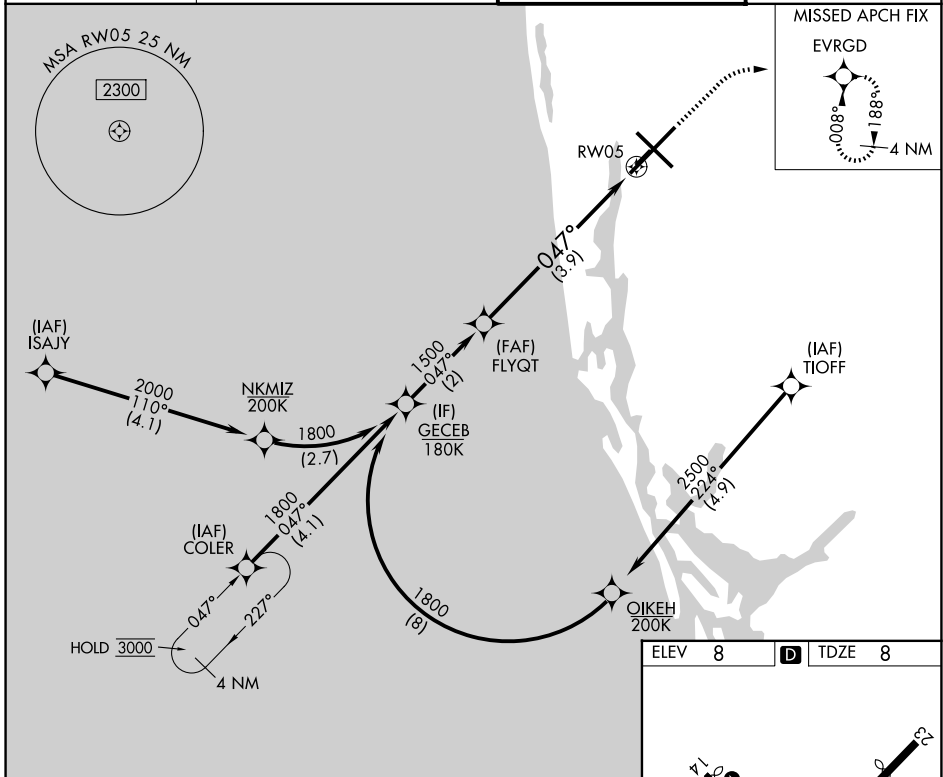 MISSED APCH FIX
EVRGD
008°
188°
4 NM
MSA RW05 25 NM
2300
RW05
047°
(3.9)
(IAF)
ISAJY
2000
110°
(4.1)
NKMIZ
200K
1800
(2.7)
1500
047°
(2)
(FAF)
FLYQT
(IF)
GECEB
180K
(IAF)
TIOFF
2500
224°
(4.9)
(IAF)
COLER
1800
047°
(4.1)
047°
227°
HOLD 3000
4 NM
1800
(8)
OIKEH
200K
ELEV 8 D TDZE 8
14
23